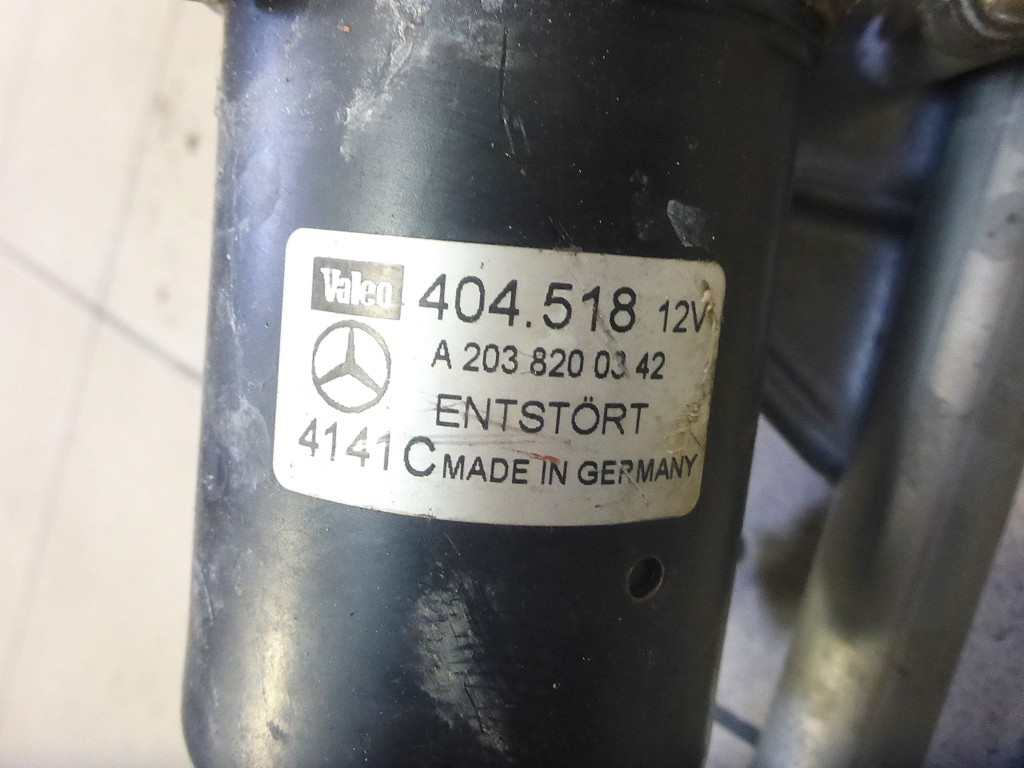 Valeo 404.518 12V
A 203 820 03 42
ENTSTÖRT
4141 C MADE IN GERMANY